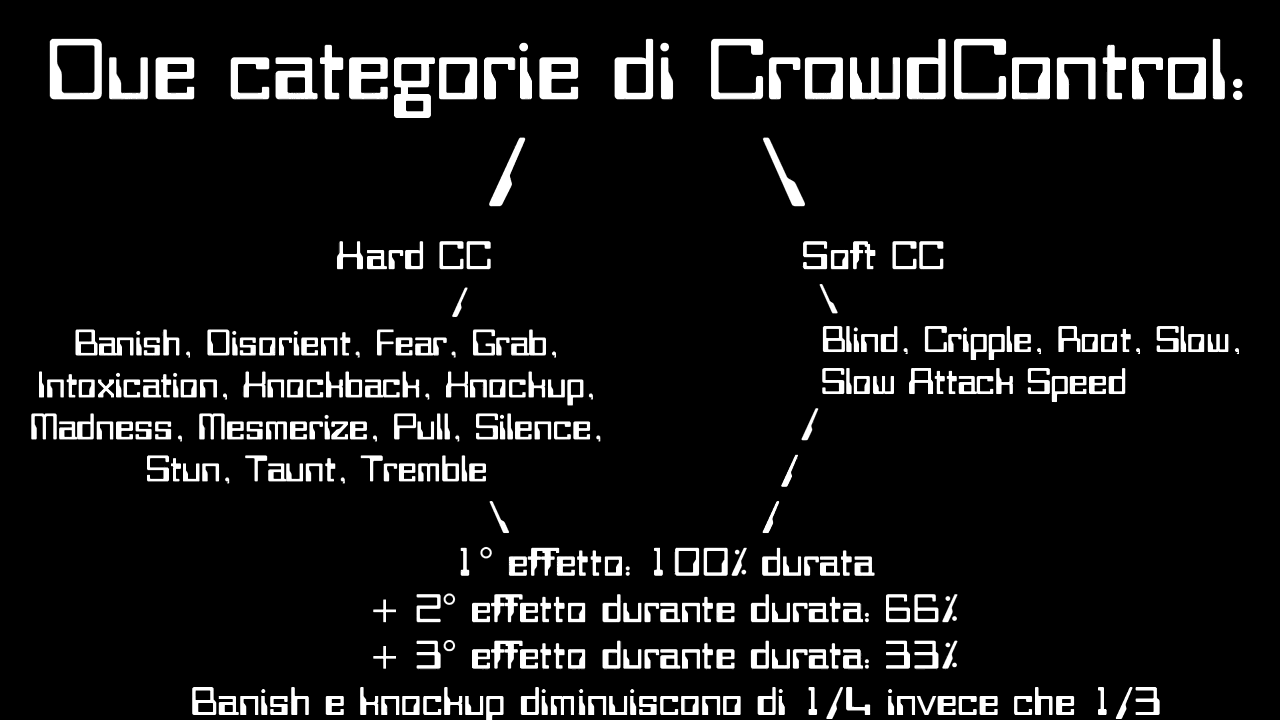 Due categorie di CrowdControl:
Hard CC
Soft CC
Banish, Disorient, Fear, Grab,
Intoxication, Knockback, Knockup,
Madness, Mesmerize, Pull, Silence,
Stun, Taunt, Tremble
Blind, Cripple, Root, Slow,
Slow Attack Speed
1° effetto: 100% durata
+ 2° effetto durante durata: 66%
+ 3° effetto durante durata: 33%
Banish e knockup diminuiscono di 1/4 invece che 1/3